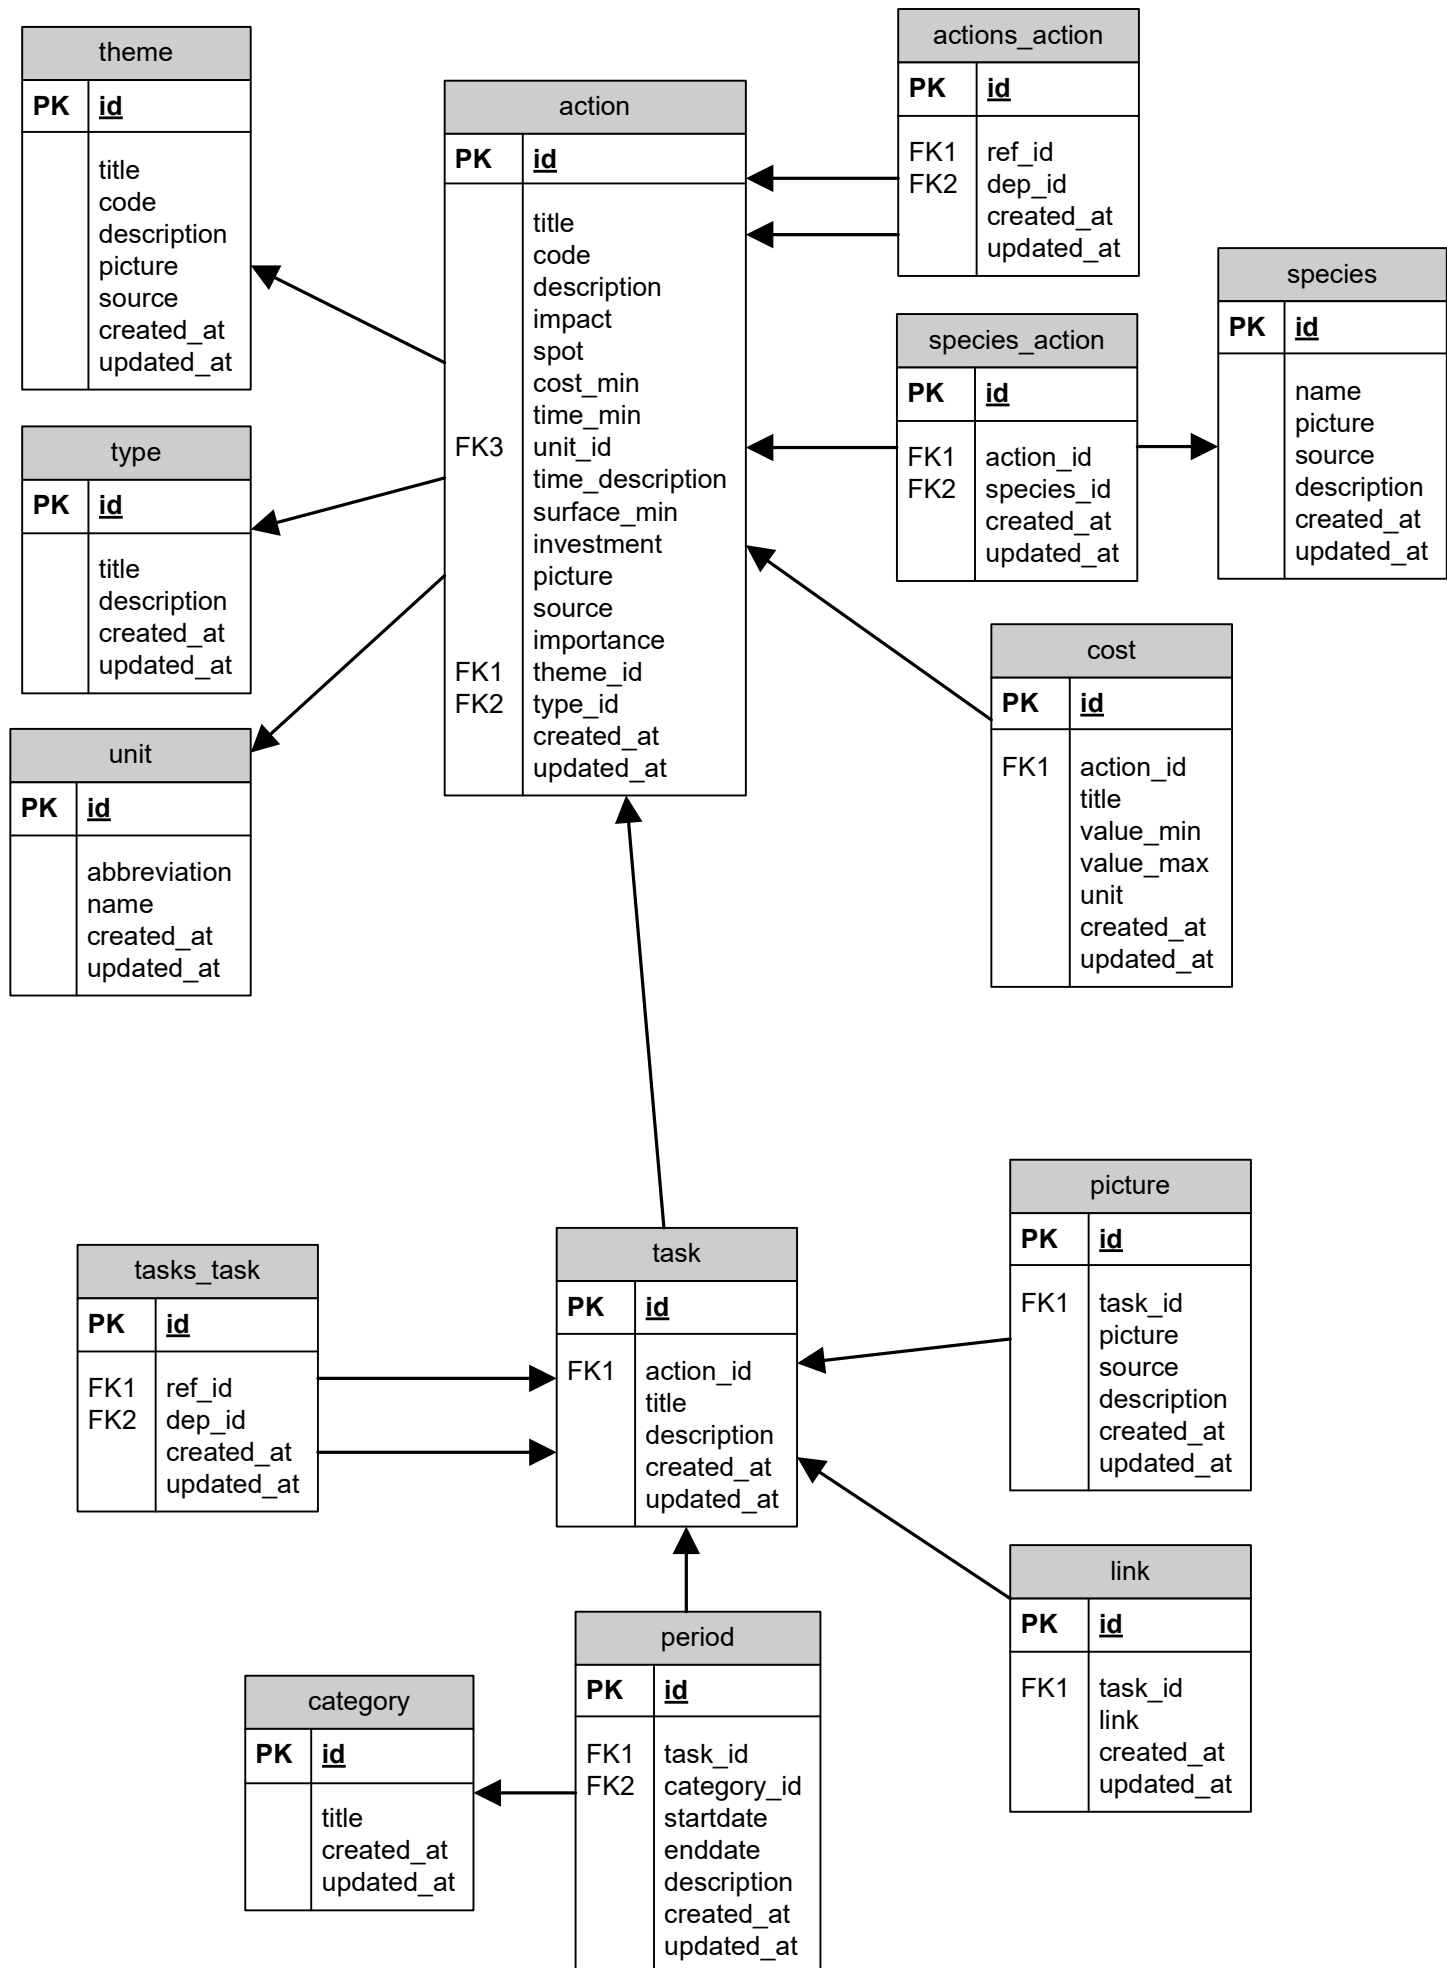 theme
PK id
title
code
description
picture
source
created_at
updated_at
type
PK id
title
description
created_at
updated_at
unit
PK id
abbreviation
name
created_at
updated_at
action
PK id
title
code
description
impact
spot
cost_min
time_min
FK3 unit_id
time_description
surface_min
investment
picture
source
importance
FK1 theme_id
FK2 type_id
created_at
updated_at
actions_action
PK id
FK1 ref_id
FK2 dep_id
created_at
updated_at
species_action
PK id
FK1 action_id
FK2 species_id
created_at
updated_at
species
PK id
name
picture
source
description
created_at
updated_at
cost
PK id
FK1 action_id
title
value_min
value_max
unit
created_at
updated_at
tasks_task
PK id
FK1 ref_id
FK2 dep_id
created_at
updated_at
task
PK id
FK1 action_id
title
description
created_at
updated_at
picture
PK id
FK1 task_id
picture
source
description
created_at
updated_at
link
PK id
FK1 task_id
link
created_at
updated_at
category
PK id
title
created_at
updated_at
period
PK id
FK1 task_id
FK2 category_id
startdate
enddate
description
created_at
updated_at